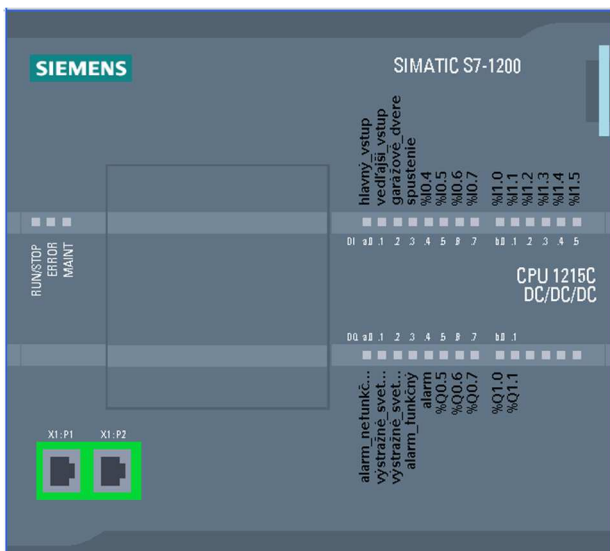 SIEMENS
SIMATIC S7-1200
hlavný_vstup
vedľajší_vstup
garážové_dvere
spustenie
%I0.4
%I0.5
%I0.6
%I0.7
%I1.0
%I1.1
%I1.2
%I1.3
%I1.4
%I1.5
DI a.0 .1 .2 .3 .4 .5 .6 .7 b.0 .1 .2 .3 .4 .5
RUN/STOP
ERROR
MAINT
CPU 1215C
DC/DC/DC
DQ a.0 .1 .2 .3 .4 .5 .6 .7 b.0 .1
alarm_nefunkč...
výstražné_svet...
výstražné_svet...
alarm_funkčný
alarm
%Q0.5
%Q0.6
%Q0.7
%Q1.0
%Q1.1
X1:P1 X1:P2